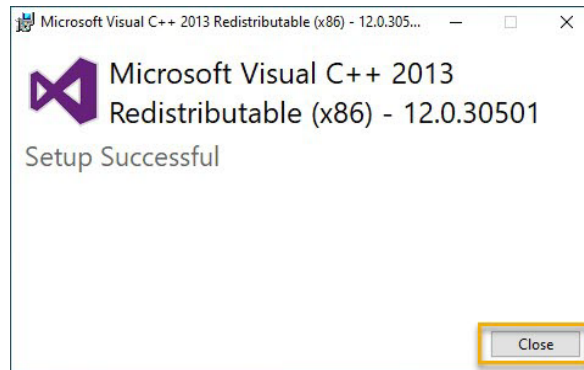 Microsoft Visual C++ 2013 Redistributable (x86) - 12.0.305...
Microsoft Visual C++ 2013
Redistributable (x86) - 12.0.30501
Setup Successful
Close